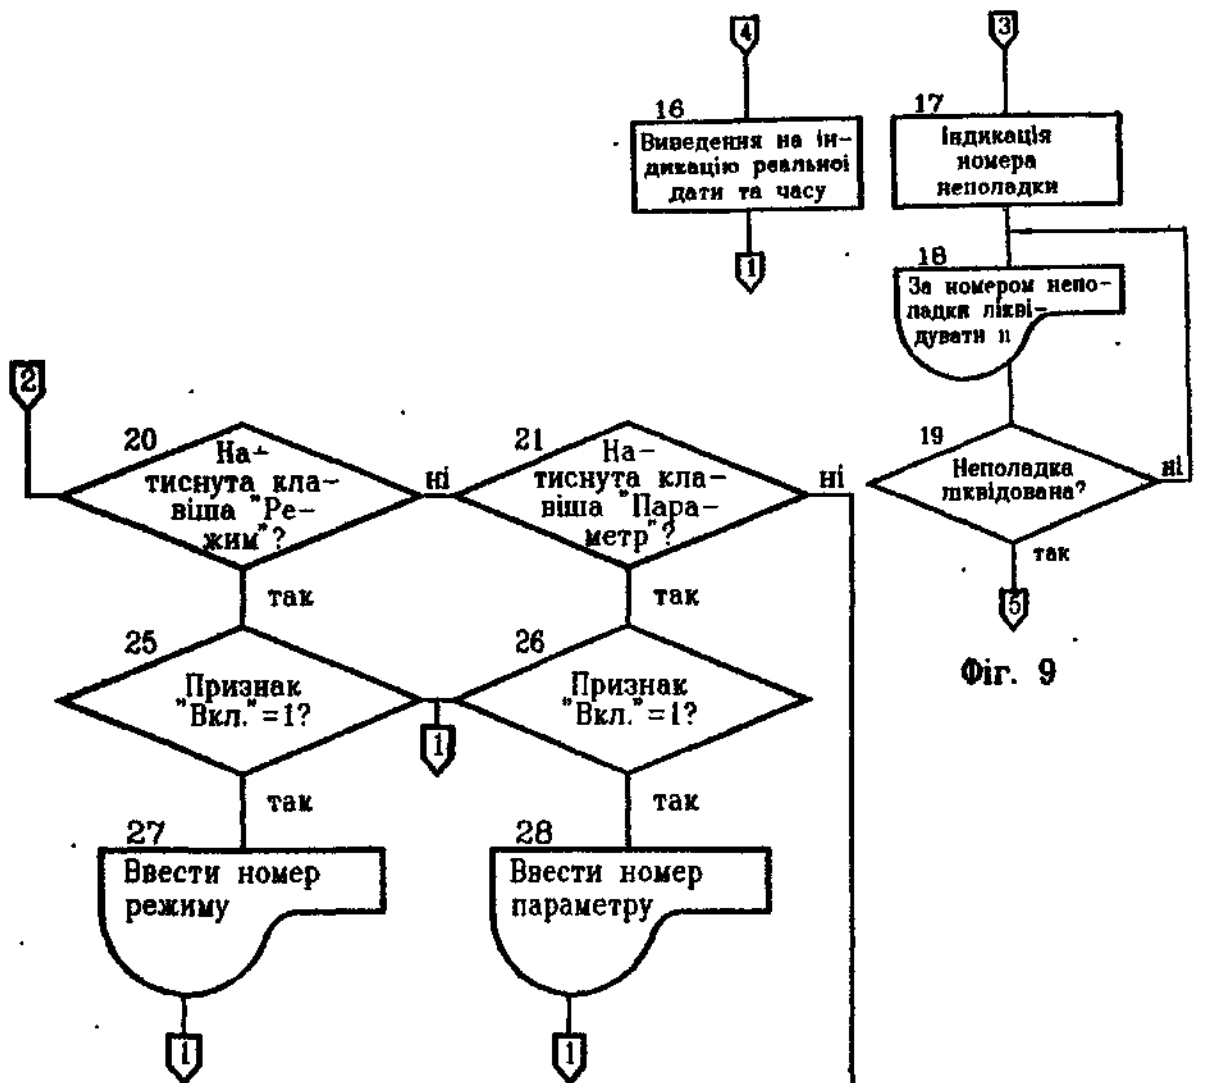 4
3
16
Виведення на ін-
дикацію реальної
дати та часу
1
17
індикація
номера
неполадки
18
За номером непо-
ладки лікві-
дувати її
19
Неполадка
ліквідована?
ні
так
5
Фіг. 9
2
20
На-
тиснута кла-
віша "Ре-
жим"?
ні
так
21
На-
тиснута кла-
віша "Пара-
метр"?
ні
так
25
Признак
"Вкл."=1?
так
1
26
Признак
"Вкл."=1?
так
27
Ввести номер
режиму
1
28
Ввести номер
параметру
1